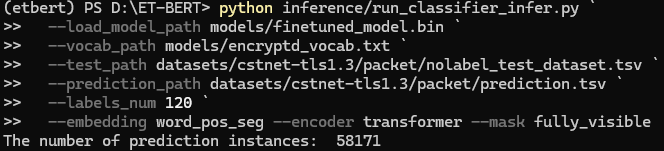 (etbert) PS D:\ET-BERT> python inference/run_classifier_infer.py `
>>   --load_model_path models/finetuned_model.bin `
>>   --vocab_path models/encryptd_vocab.txt `
>>   --test_path datasets/cstnet-tls1.3/packet/nolabel_test_dataset.tsv `
>>   --prediction_path datasets/cstnet-tls1.3/packet/prediction.tsv `
>>   --labels_num 120 `
>>   --embedding word_pos_seg --encoder transformer --mask fully_visible
The number of prediction instances:  58171